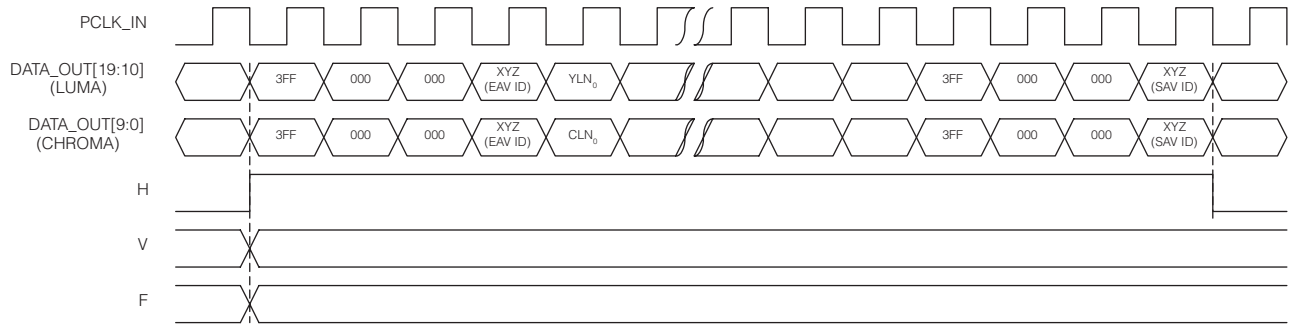 PCLK_IN
DATA_OUT[19:10]
(LUMA)
3FF
000
000
XYZ
(EAV ID)
YLN₀
3FF
000
000
XYZ
(SAV ID)
DATA_OUT[9:0]
(CHROMA)
3FF
000
000
XYZ
(EAV ID)
CLN₀
3FF
000
000
XYZ
(SAV ID)
H
V
F